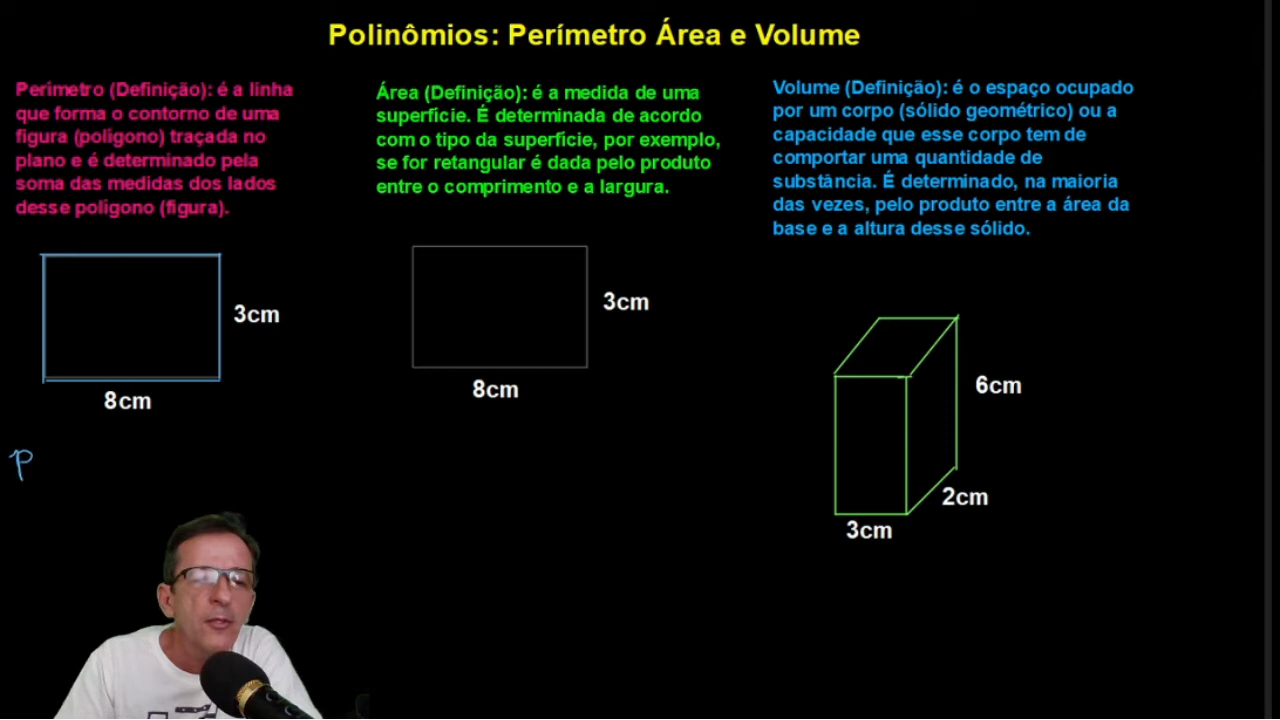 Polinômios: Perímetro Área e Volume
Perímetro (Definição): é a linha
que forma o contorno de uma
figura (polígono) traçada no
plano e é determinado pela
soma das medidas dos lados
desse polígono (figura).
3cm
8cm
p
Área (Definição): é a medida de uma
superfície. É determinada de acordo
com o tipo da superfície, por exemplo,
se for retangular é dada pelo produto
entre o comprimento e a largura.
3cm
8cm
Volume (Definição): é o espaço ocupado
por um corpo (sólido geométrico) ou a
capacidade que esse corpo tem de
comportar uma quantidade de
substância. É determinado, na maioria
das vezes, pelo produto entre a área da
base e a altura desse sólido.
6cm
2cm
3cm